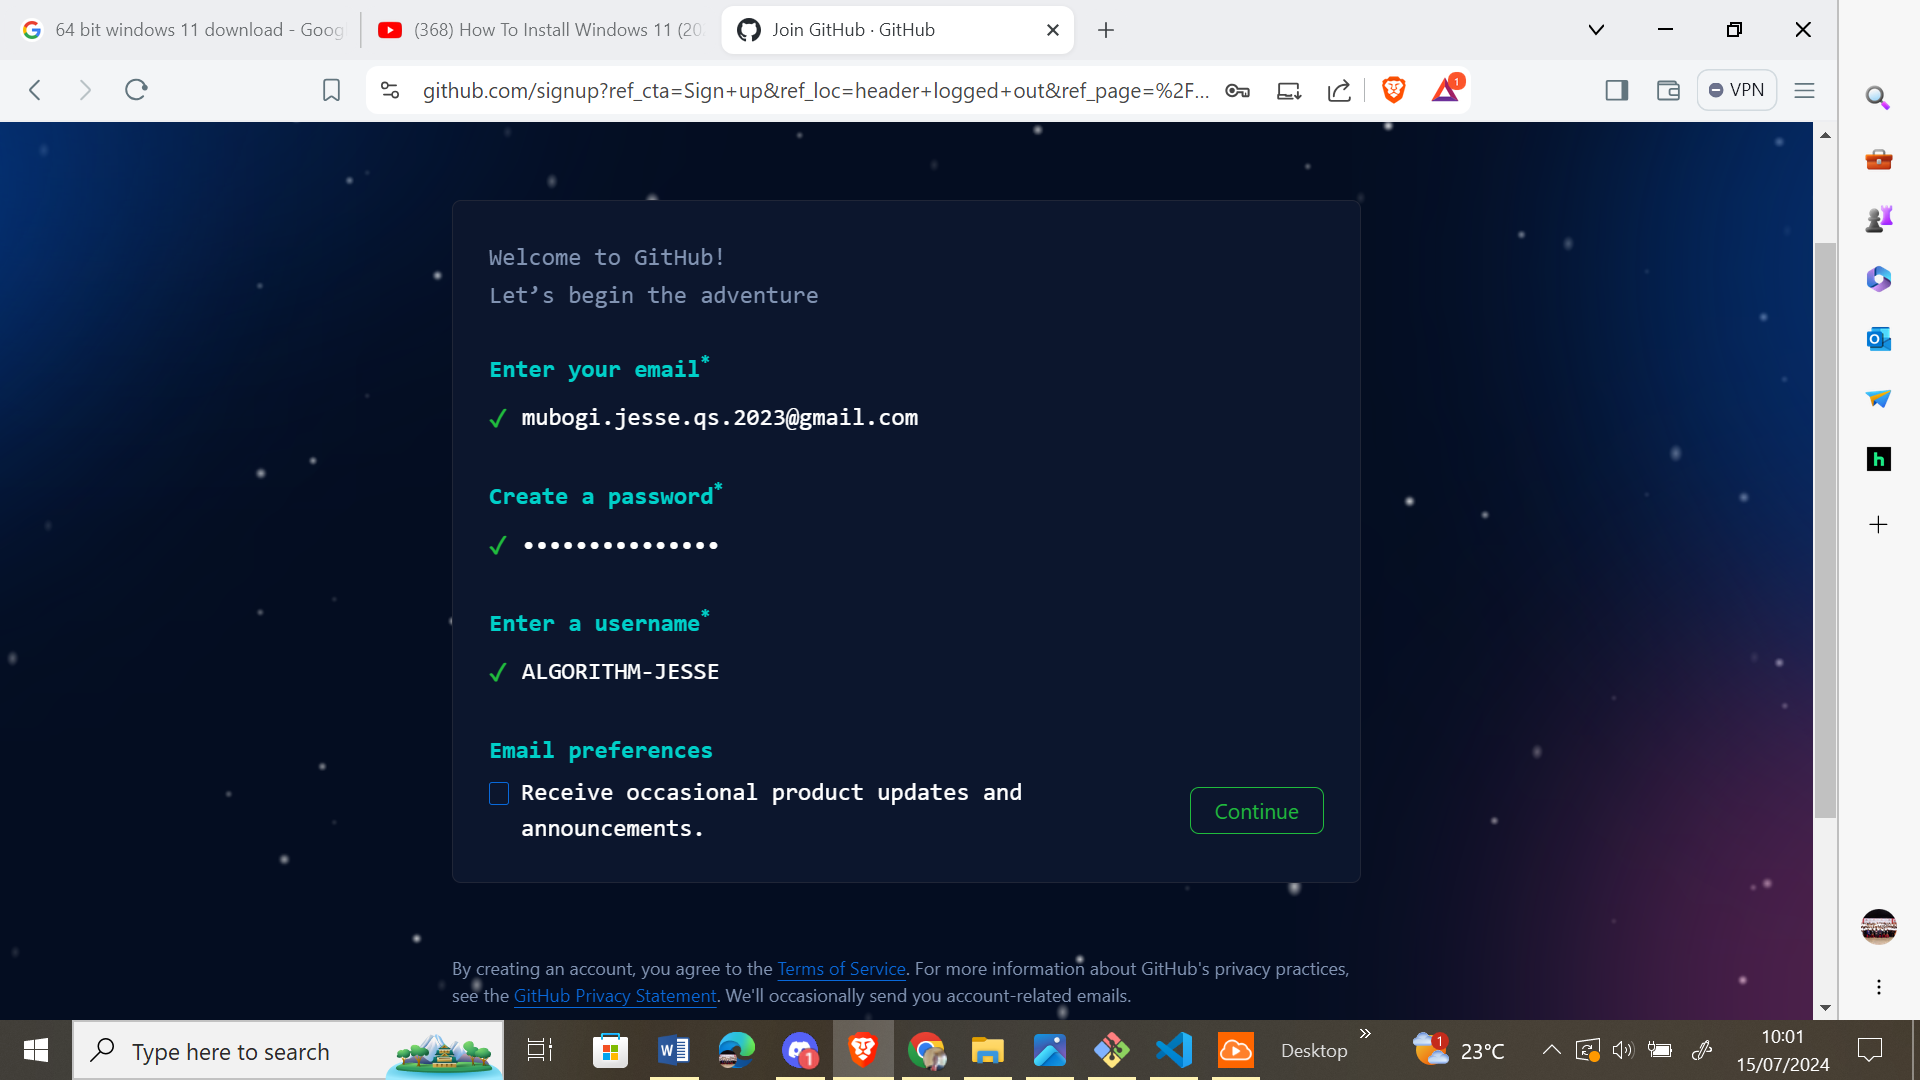 64 bit windows 11 download - Goog
(368) How To Install Windows 11 (20
Join GitHub · GitHub
github.com/signup?ref_cta=Sign+up&ref_loc=header+logged+out&ref_page=%2F...
1
VPN
Welcome to GitHub!
Let’s begin the adventure
Enter your email*
✓ mubogi.jesse.qs.2023@gmail.com
Create a password*
✓ •••••••••••••••
Enter a username*
✓ ALGORITHM-JESSE
Email preferences
Receive occasional product updates and
announcements.
Continue
By creating an account, you agree to the Terms of Service. For more information about GitHub's privacy practices,
see the GitHub Privacy Statement. We'll occasionally send you account-related emails.
Type here to search
1
Desktop
1
23°C
10:01
15/07/2024